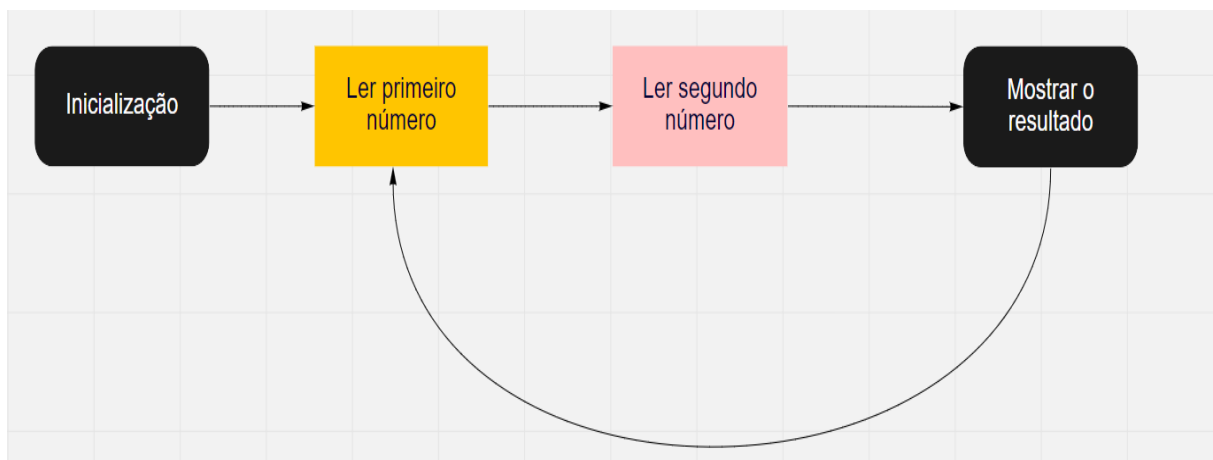 Inicialização
Ler primeiro
número
Ler segundo
número
Mostrar o
resultado